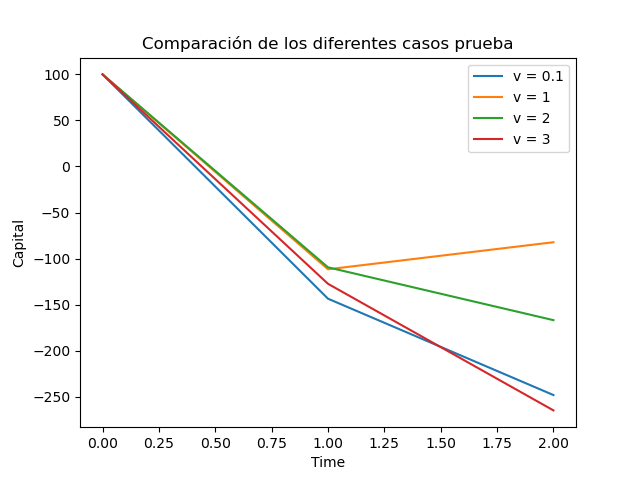 Comparación de los diferentes casos prueba
v = 0.1
v = 1
v = 2
v = 3
Capital
100
50
0
−50
−100
−150
−200
−250
0.00 0.25 0.50 0.75 1.00 1.25 1.50 1.75 2.00
Time